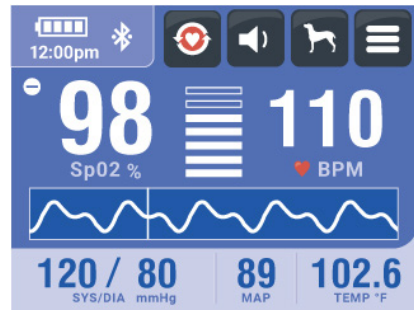 12:00pm
98
110
Sp02 %
BPM
120 / 80
89
102.6
SYS/DIA mmHg
MAP
TEMP °F